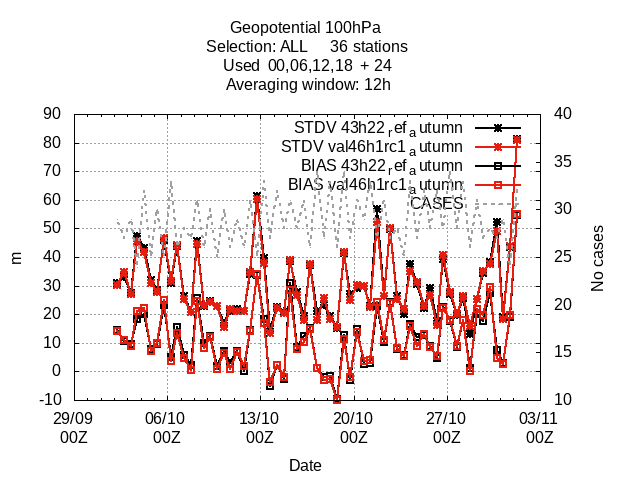 Geopotential 100hPa
Selection: ALL 36 stations
Used 00,06,12,18 + 24
Averaging window: 12h
90 40
STDV 43h22_ref_autumn
80
STDV val46h1rc1_autumn
70 35
BIAS 43h22_ref_autumn
BIAS val46h1rc1_autumn
60 30
CASES
50
40 25
30
20 20
10 15
0
-10 10
m
No cases
29/09 06/10 13/10 20/10 27/10 03/11
00Z 00Z 00Z 00Z 00Z 00Z
Date